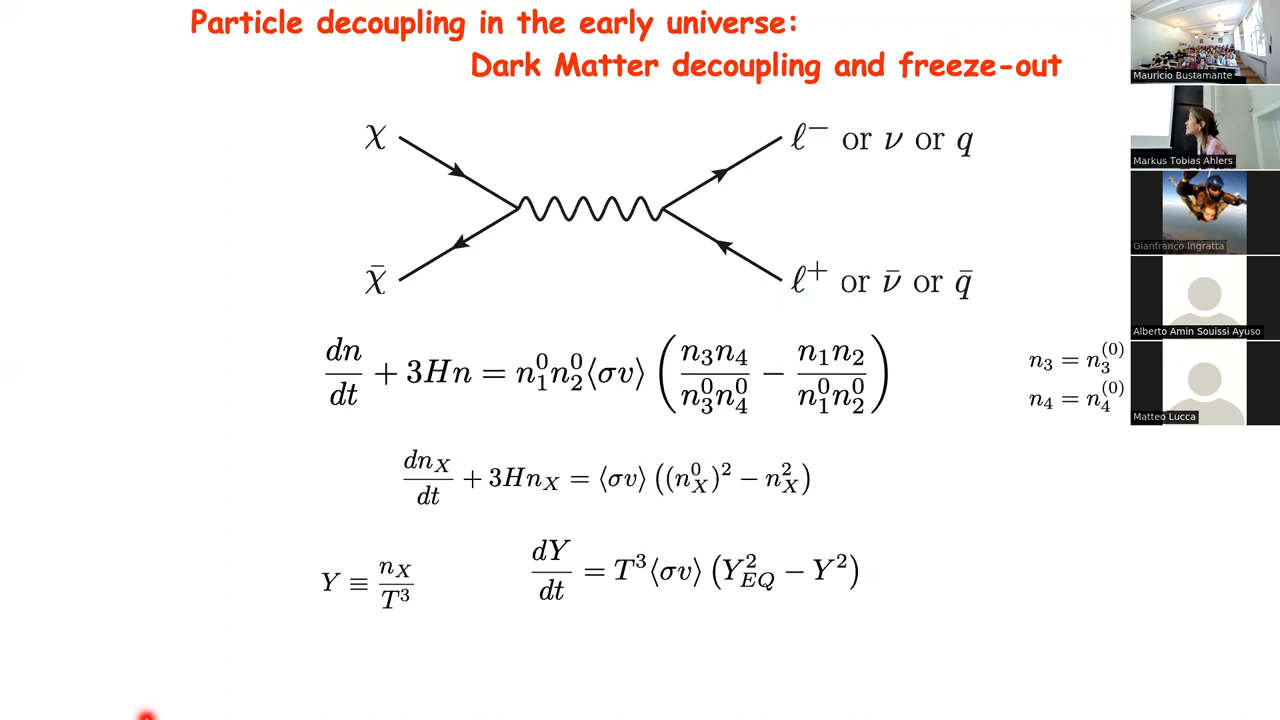 Particle decoupling in the early universe:
Dark Matter decoupling and freeze-out
χ
ℓ⁻ or ν or q
χ̄
ℓ⁺ or ν̄ or q̄
dn/dt + 3Hn = n₁⁰n₂⁰⟨σv⟩ (n₃n₄/n₃⁰n₄⁰ − n₁n₂/n₁⁰n₂⁰)
n₃ = n₃⁽⁰⁾
n₄ = n₄⁽⁰⁾
dn_X/dt + 3Hn_X = ⟨σv⟩ ((n_X⁰)² − n_X²)
Y ≡ n_X/T³
dY/dt = T³⟨σv⟩ (Y²_EQ − Y²)
Mauricio Bustamante
Markus Tobias Ahlers
Gianfranco Ingratta
Alberto Amin Souissi Ayuso
Matteo Lucca